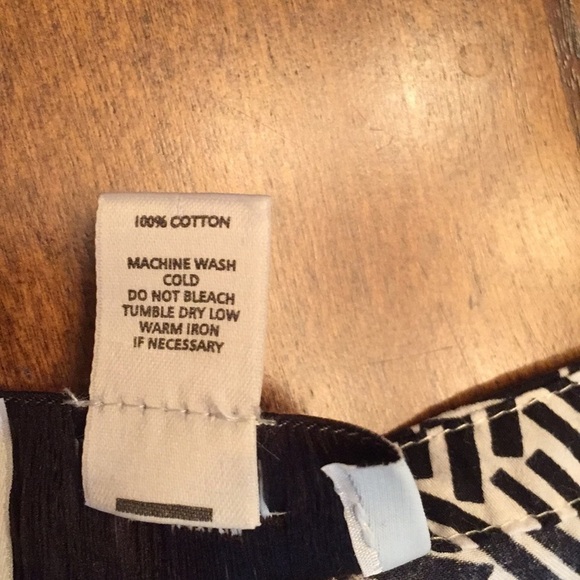 100% COTTON
MACHINE WASH
COLD
DO NOT BLEACH
TUMBLE DRY LOW
WARM IRON
IF NECESSARY